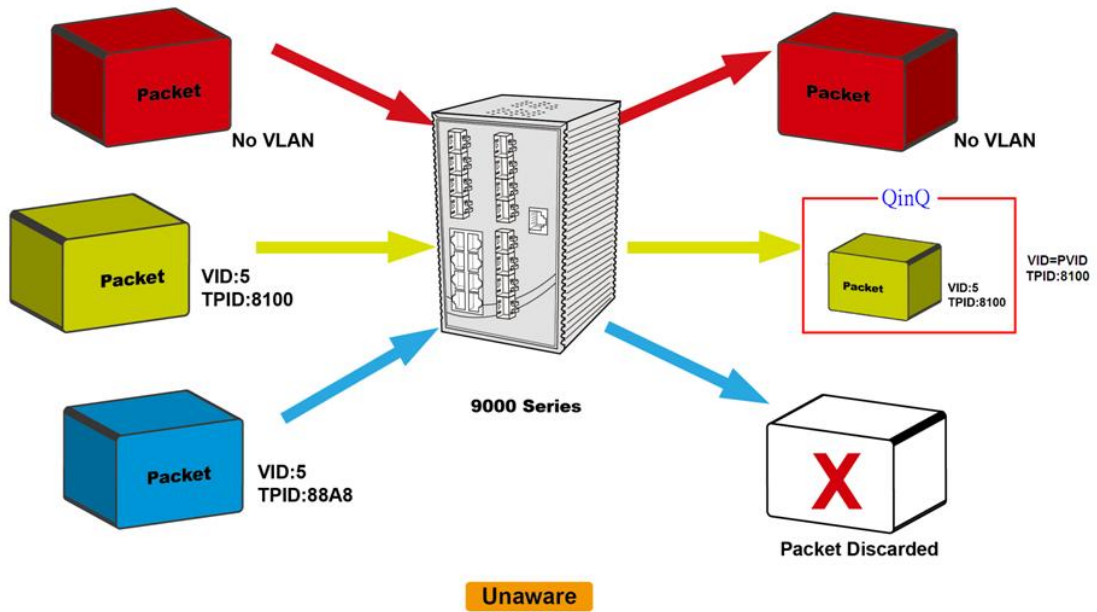 Packet
No VLAN
Packet
No VLAN
Packet
VID:5
TPID:8100
QinQ
Packet
VID:5
TPID:8100
VID=PVID
TPID:8100
Packet
VID:5
TPID:88A8
9000 Series
X
Packet Discarded
Unaware